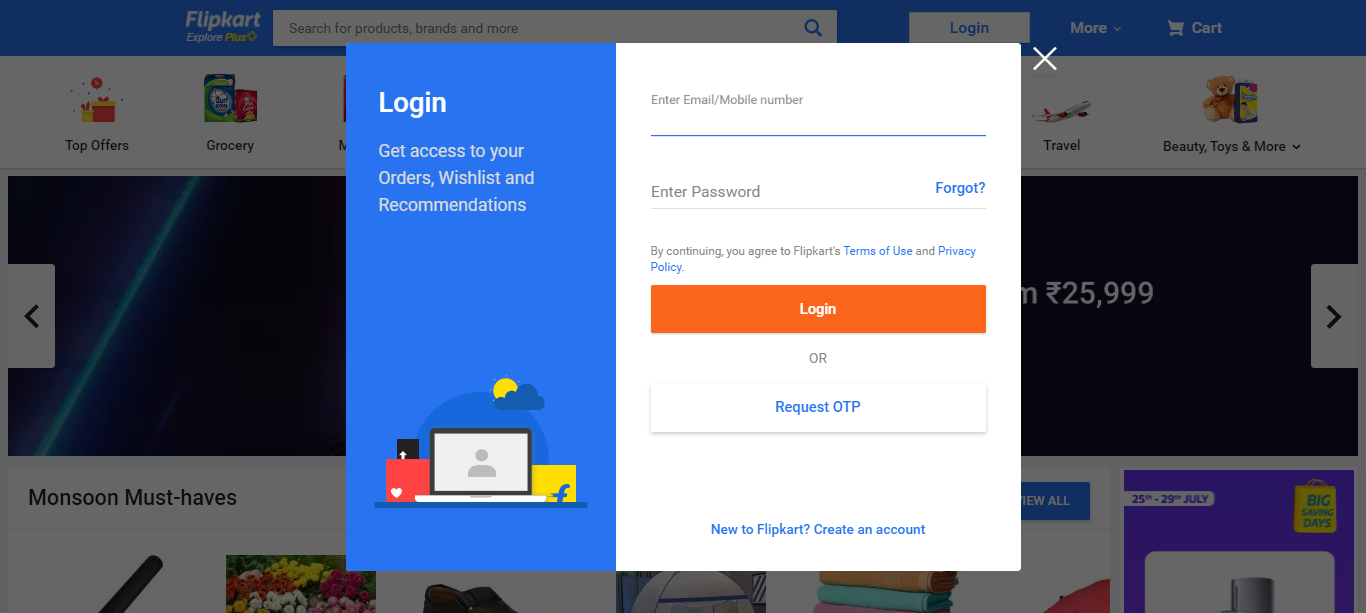 Flipkart
Explore Plus
Search for products, brands and more
Login
More
Cart
Top Offers
Grocery
Travel
Beauty, Toys & More
Login
Get access to your
Orders, Wishlist and
Recommendations
Enter Email/Mobile number
Enter Password
Forgot?
By continuing, you agree to Flipkart's Terms of Use and Privacy
Policy.
Login
OR
Request OTP
New to Flipkart? Create an account
₹25,999
Monsoon Must-haves
VIEW ALL
25th - 29th JULY
BIG
SAVING
DAYS